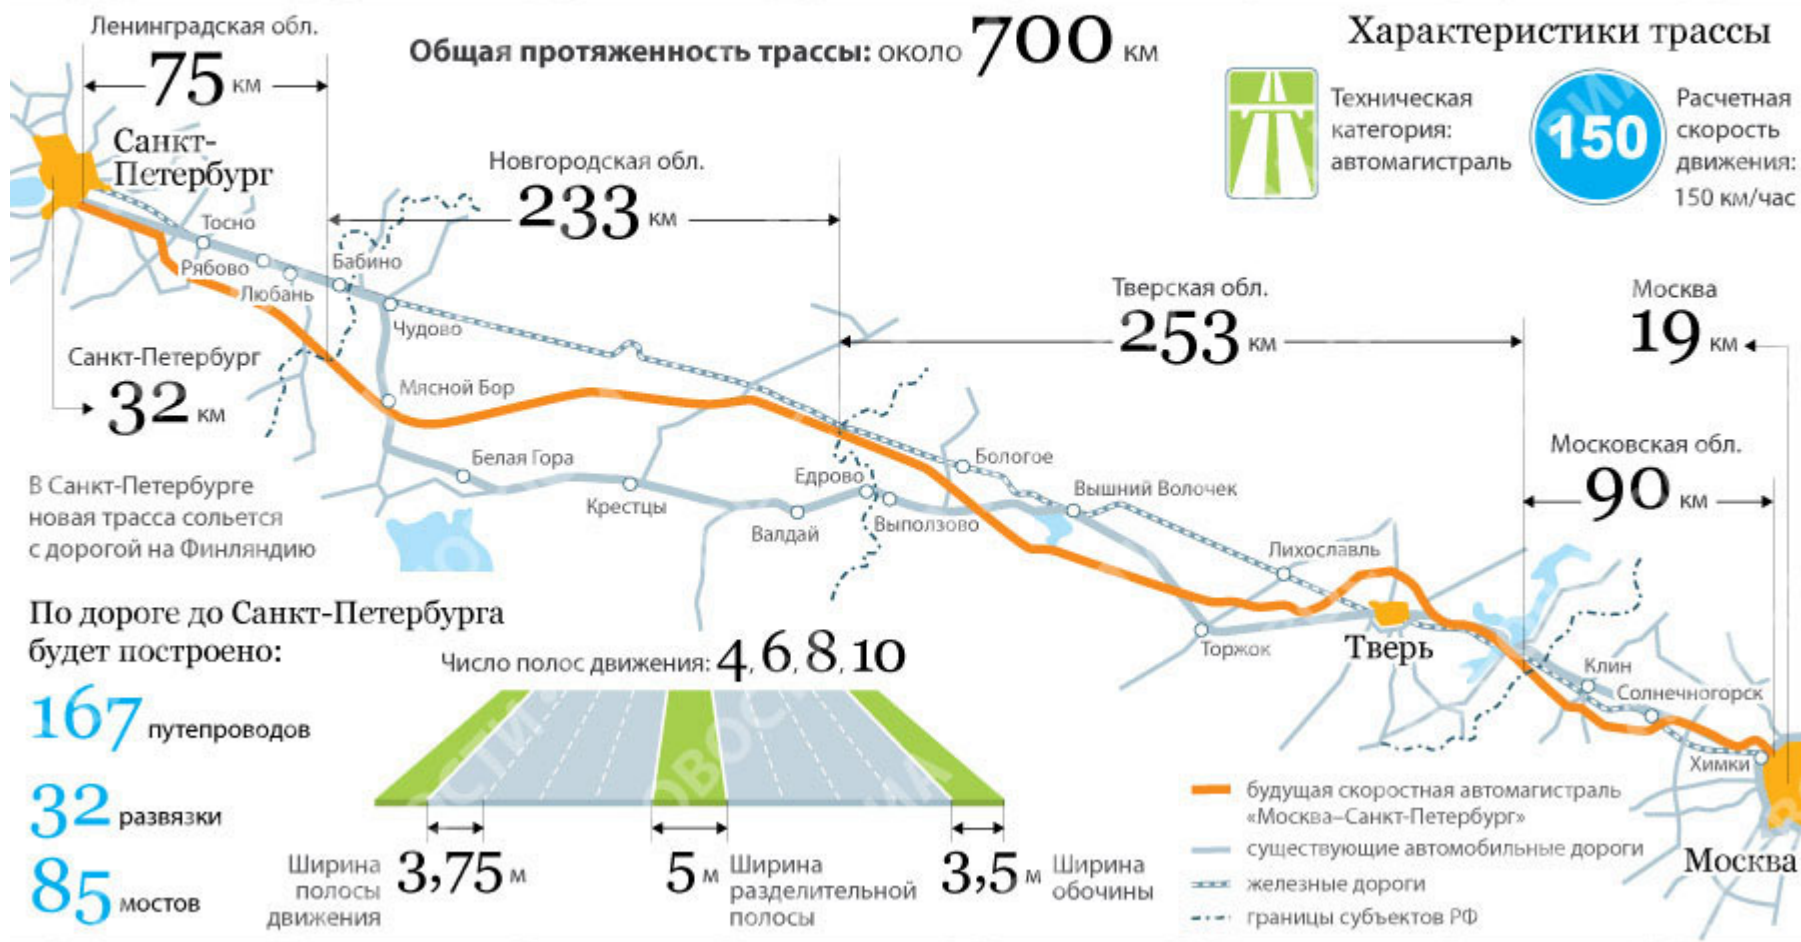 Ленинградская обл.
75 км
Общая протяженность трассы: около 700 км
Характеристики трассы
Техническая
категория:
автомагистраль
150
Расчетная
скорость
движения:
150 км/час
Санкт-
Петербург
Новгородская обл.
233 км
Тосно
Рябово
Любань
Бабино
Чудово
Тверская обл.
253 км
Москва
19 км
Санкт-Петербург
32 км
Мясной Бор
Белая Гора
Крестцы
Валдай
Едрово
Выползово
Бологое
Вышний Волочек
Московская обл.
90 км
В Санкт-Петербурге
новая трасса сольется
с дорогой на Финляндию
Лихославль
Торжок
Тверь
Клин
Солнечногорск
Химки
Москва
По дороге до Санкт-Петербурга
будет построено:
167 путепроводов
32 развязки
85 мостов
Число полос движения: 4, 6, 8, 10
Ширина
полосы
движения
3,75 м
5 м
Ширина
разделительной
полосы
3,5 м
Ширина
обочины
будущая скоростная автомагистраль
«Москва–Санкт-Петербург»
существующие автомобильные дороги
железные дороги
границы субъектов РФ